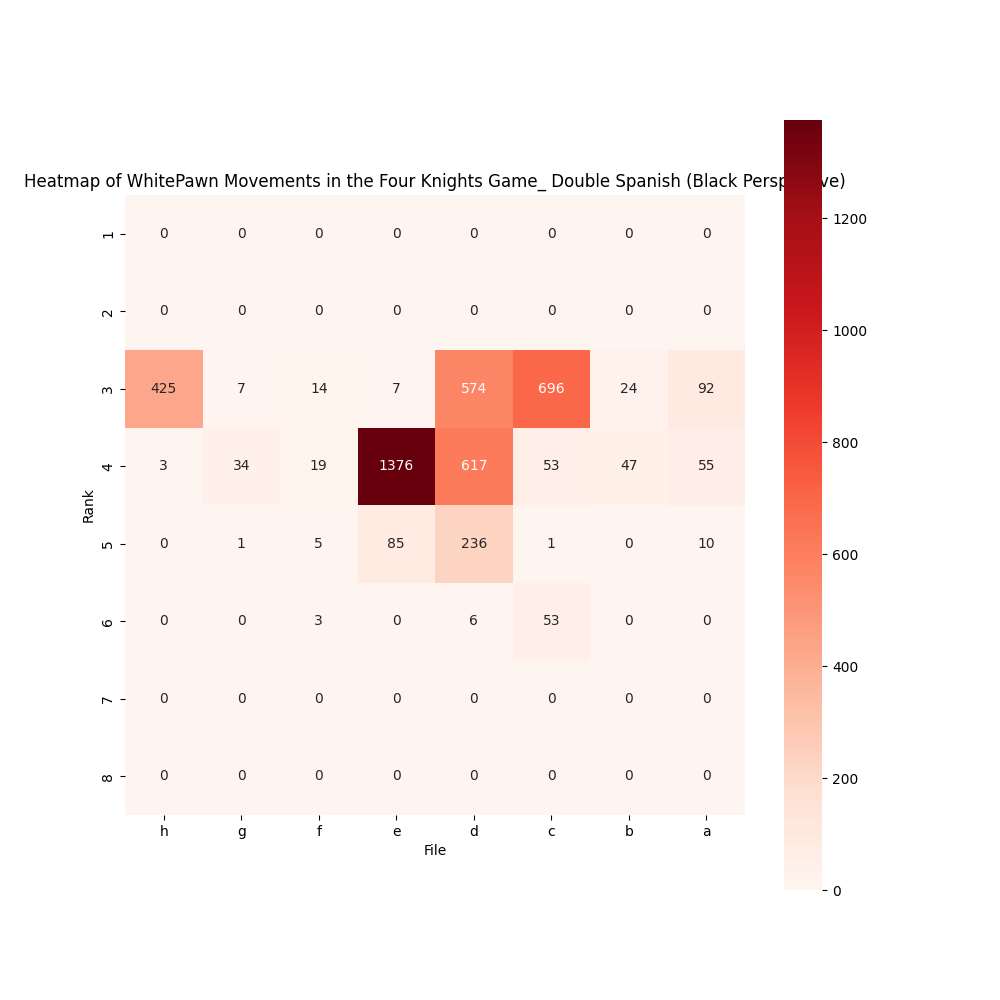 Heatmap of WhitePawn Movements in the Four Knights Game_ Double Spanish (Black Persp ve)
1 0 0 0 0 0 0 0 0
2 0 0 0 0 0 0 0 0
3 425 7 14 7 574 696 24 92
4 3 34 19 1376 617 53 47 55
5 0 1 5 85 236 1 0 10
6 0 0 3 0 6 53 0 0
7 0 0 0 0 0 0 0 0
8 0 0 0 0 0 0 0 0
h g f e d c b a
File
Rank
1200
1000
800
600
400
200
0